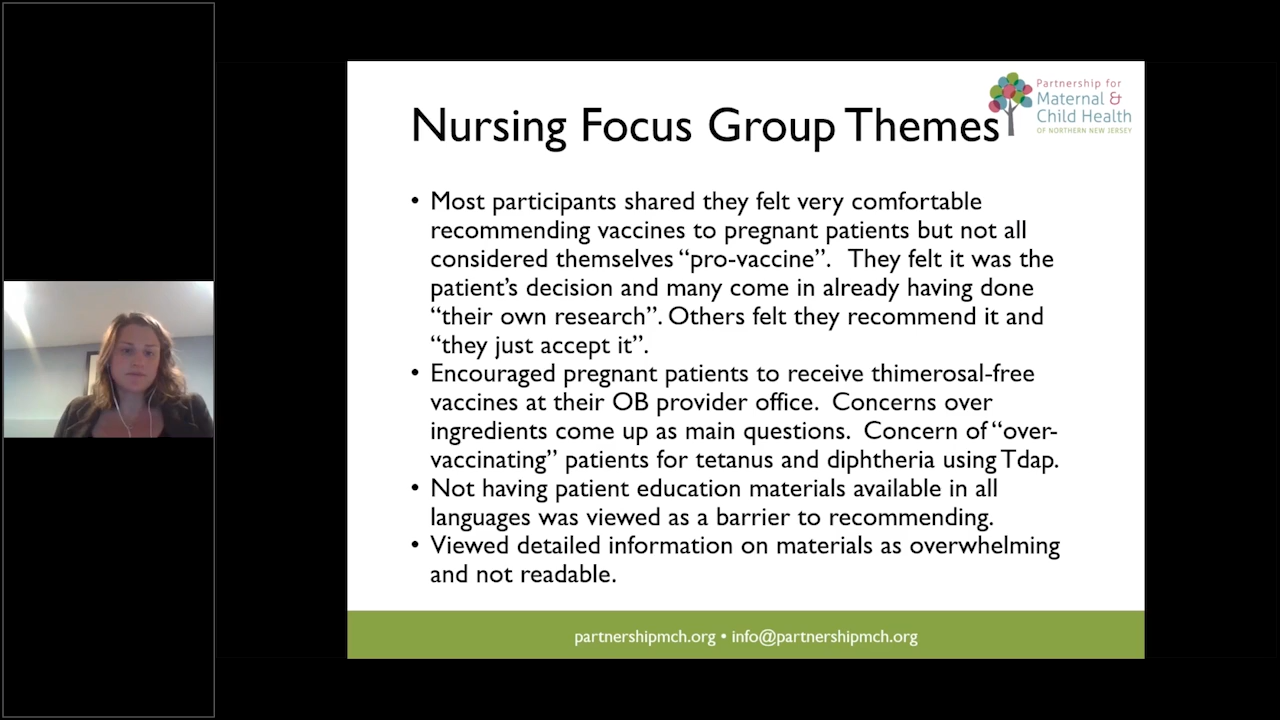 Partnership for
Maternal &
Child Health
OF NORTHERN NEW JERSEY
Nursing Focus Group Themes
• Most participants shared they felt very comfortable
recommending vaccines to pregnant patients but not all
considered themselves “pro-vaccine”. They felt it was the
patient’s decision and many come in already having done
“their own research”. Others felt they recommend it and
“they just accept it”.
• Encouraged pregnant patients to receive thimerosal-free
vaccines at their OB provider office. Concerns over
ingredients come up as main questions. Concern of “over-
vaccinating” patients for tetanus and diphtheria using Tdap.
• Not having patient education materials available in all
languages was viewed as a barrier to recommending.
• Viewed detailed information on materials as overwhelming
and not readable.
partnershipmch.org • info@partnershipmch.org